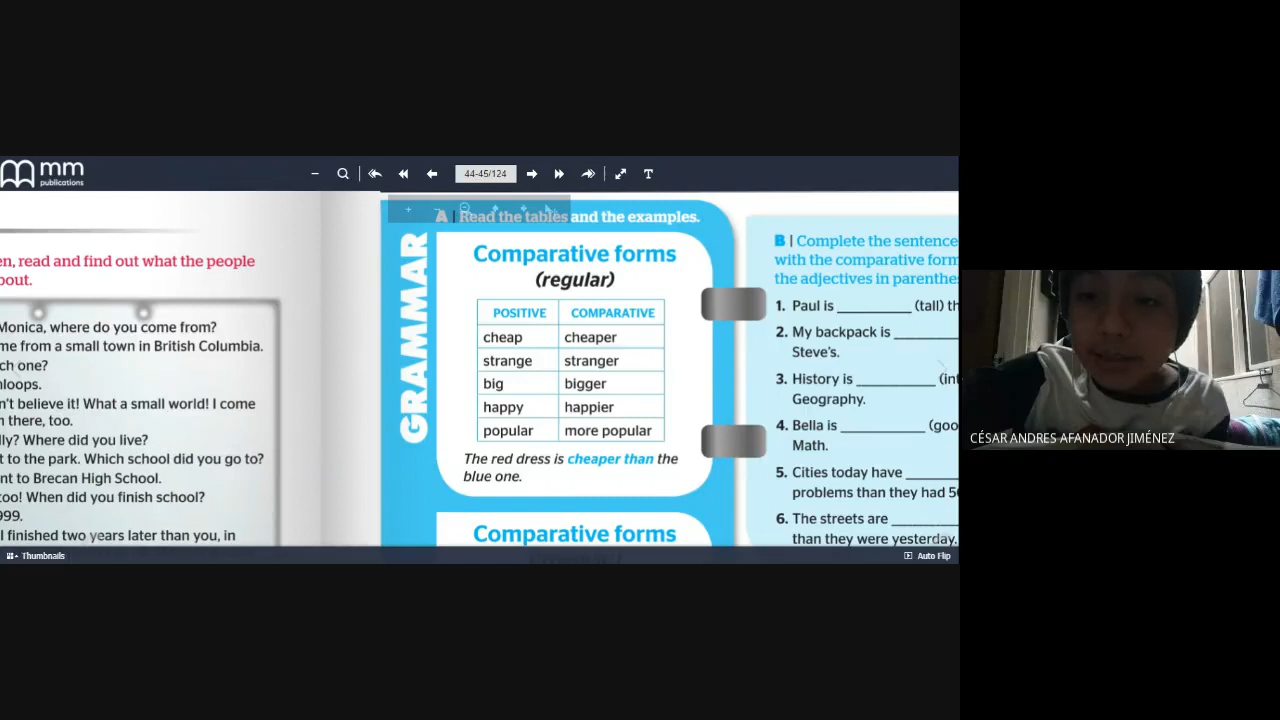 mm
publications
44-45/124
T
en, read and find out what the people
bout.
Monica, where do you come from?
me from a small town in British Columbia.
ch one?
nloops.
n't believe it! What a small world! I come
n there, too.
lly? Where did you live?
t to the park. Which school did you go to?
nt to Brecan High School.
too! When did you finish school?
999.
I finished two years later than you, in
GRAMMAR
A | Read the tables and the examples.
Comparative forms
(regular)
POSITIVE COMPARATIVE
cheap cheaper
strange stranger
big bigger
happy happier
popular more popular
The red dress is cheaper than the
blue one.
Comparative forms
B | Complete the sentence
with the comparative form
the adjectives in parenthe
1. Paul is __________ (tall) th
2. My backpack is _________
Steve's.
3. History is __________ (int
Geography.
4. Bella is ___________ (goo
Math.
5. Cities today have _______
problems than they had 50
6. The streets are _________
than they were yesterday.
Thumbnails
Auto Flip
CÉSAR ANDRES AFANADOR JIMÉNEZ